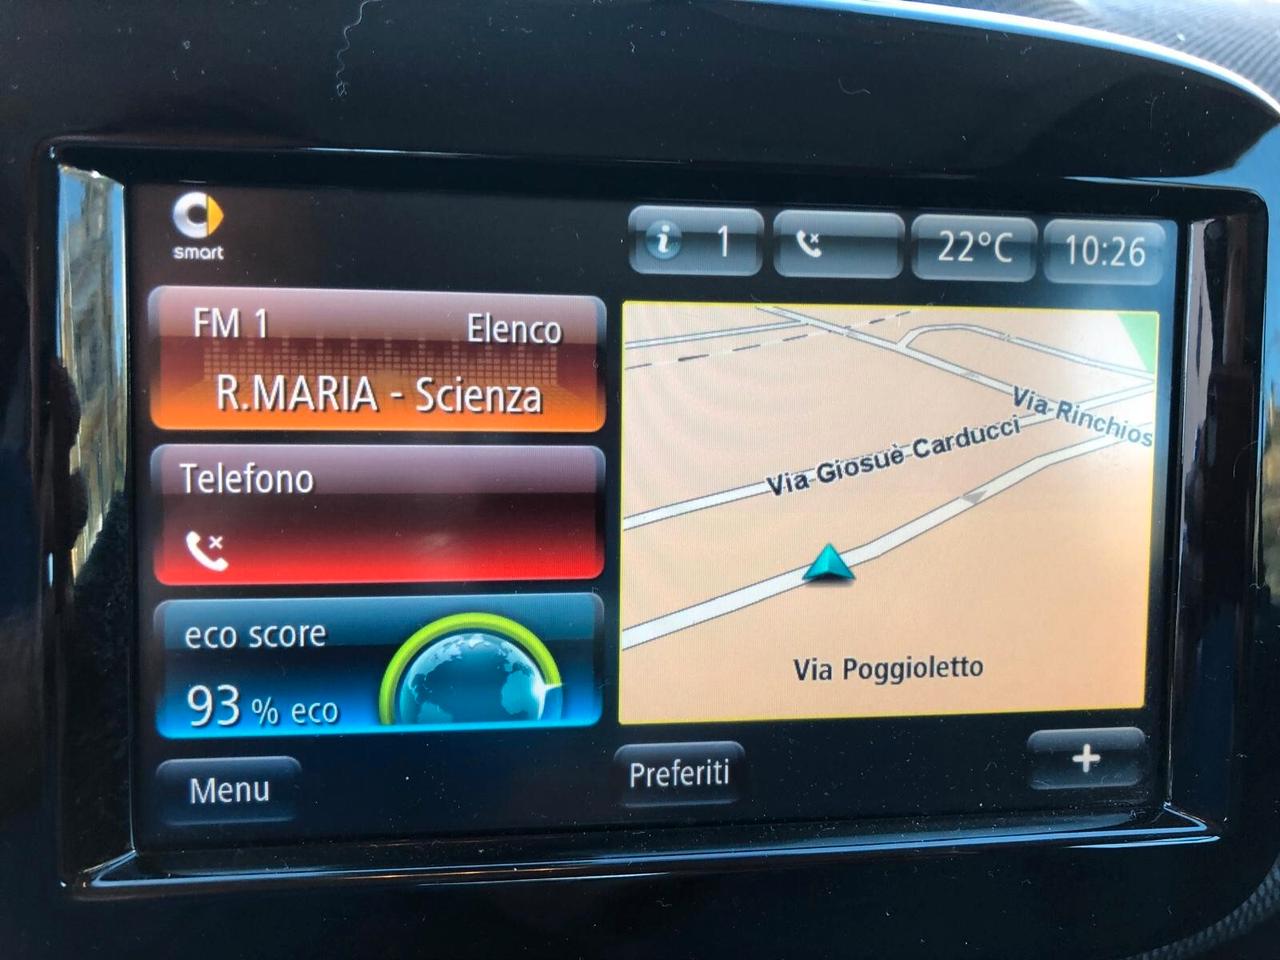 smart
1
22°C
10:26
FM 1
Elenco
R.MARIA - Scienza
Telefono
eco score
93 % eco
Via Rinchios
Via Giosuè Carducci
Via Poggioletto
Menu
Preferiti
+